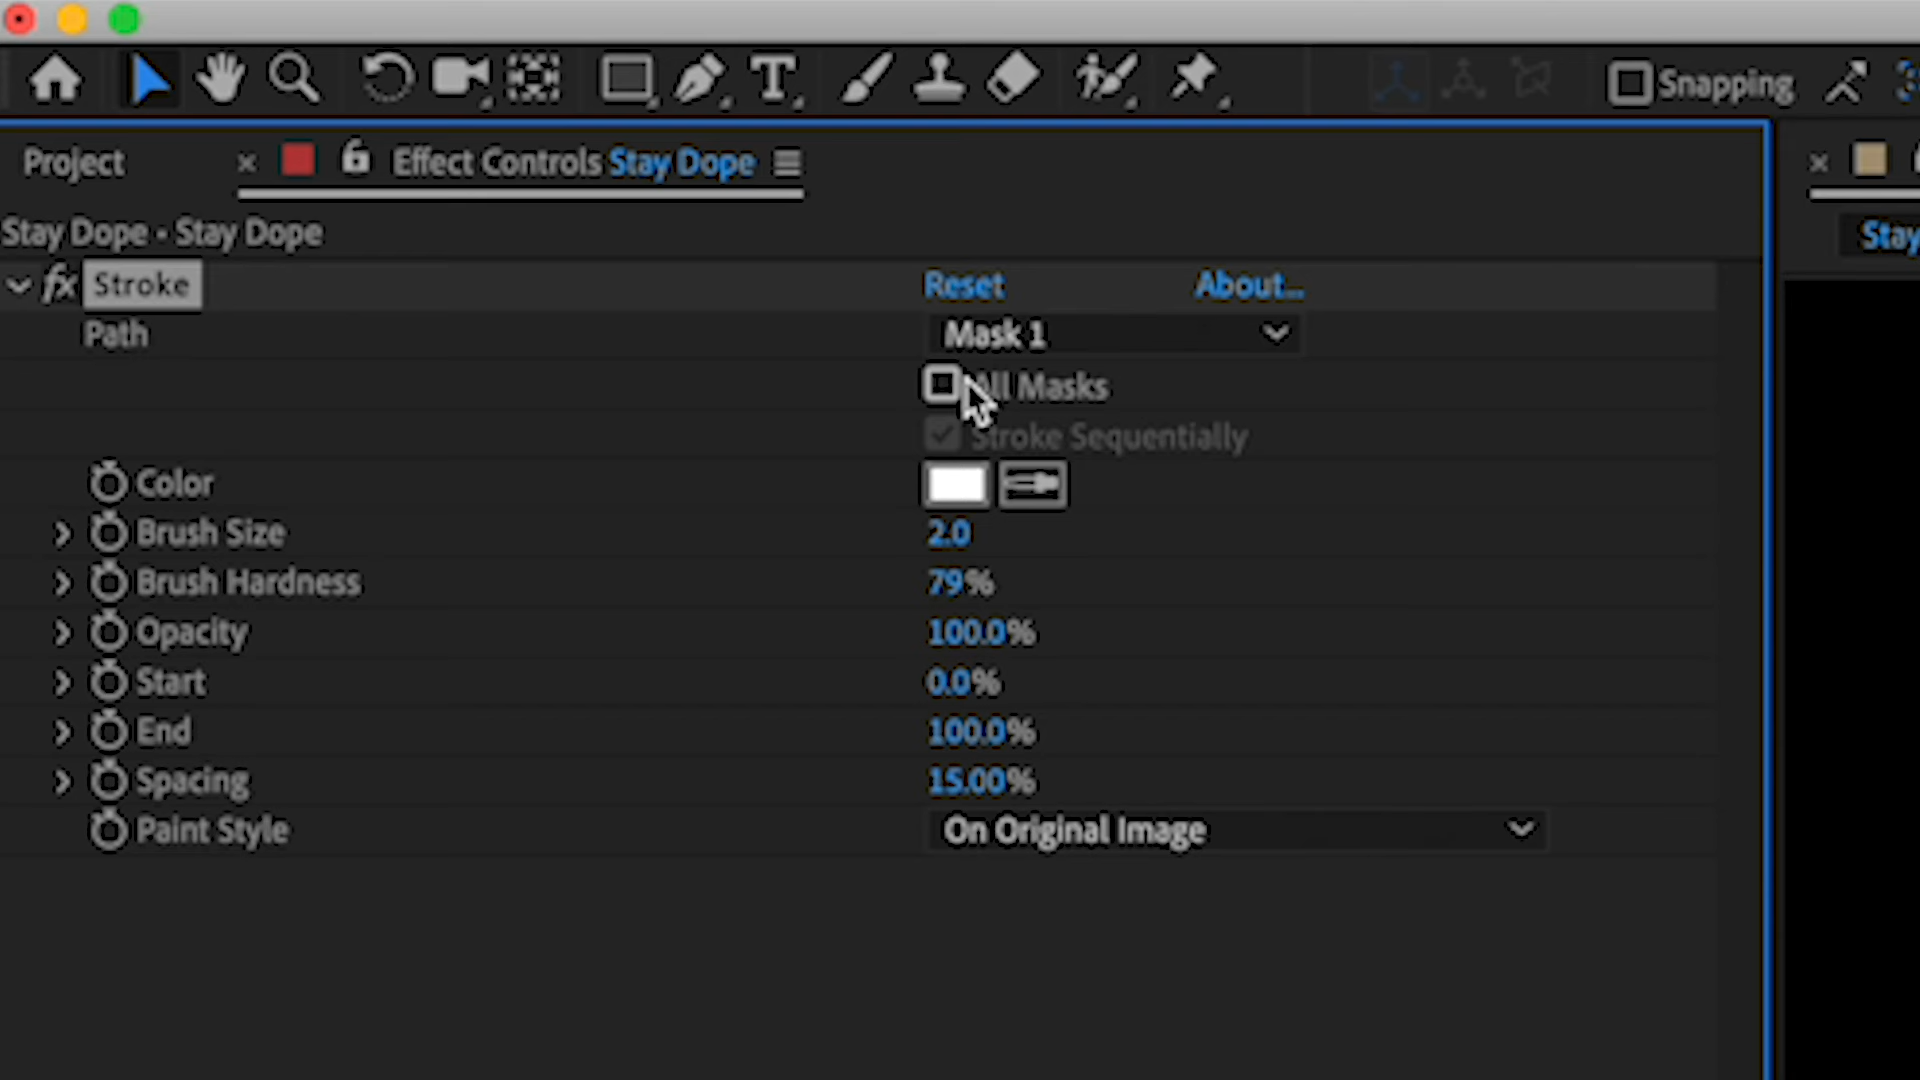 Snapping
Project
Effect Controls Stay Dope
Stay Dope • Stay Dope
Stay
fx Stroke Reset About...
Path Mask 1
All Masks
Stroke Sequentially
Color
Brush Size 2.0
Brush Hardness 79%
Opacity 100.0%
Start 0.0%
End 100.0%
Spacing 15.00%
Paint Style On Original Image